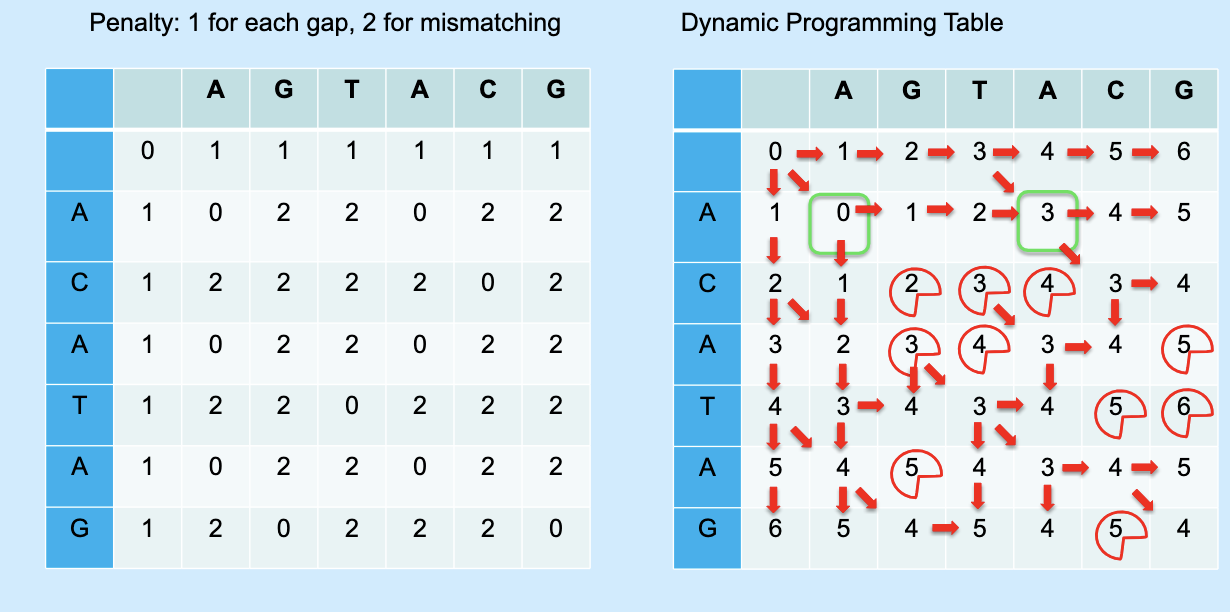 Penalty: 1 for each gap, 2 for mismatching
A G T A C G
0 1 1 1 1 1 1
A 1 0 2 2 0 2 2
C 1 2 2 2 2 0 2
A 1 0 2 2 0 2 2
T 1 2 2 0 2 2 2
A 1 0 2 2 0 2 2
G 1 2 0 2 2 2 0
Dynamic Programming Table
A G T A C G
0 1 2 3 4 5 6
A 1 0 1 2 3 4 5
C 2 1 2 3 4 3 4
A 3 2 3 4 3 4 5
T 4 3 4 3 4 5 6
A 5 4 5 4 3 4 5
G 6 5 4 5 4 5 4